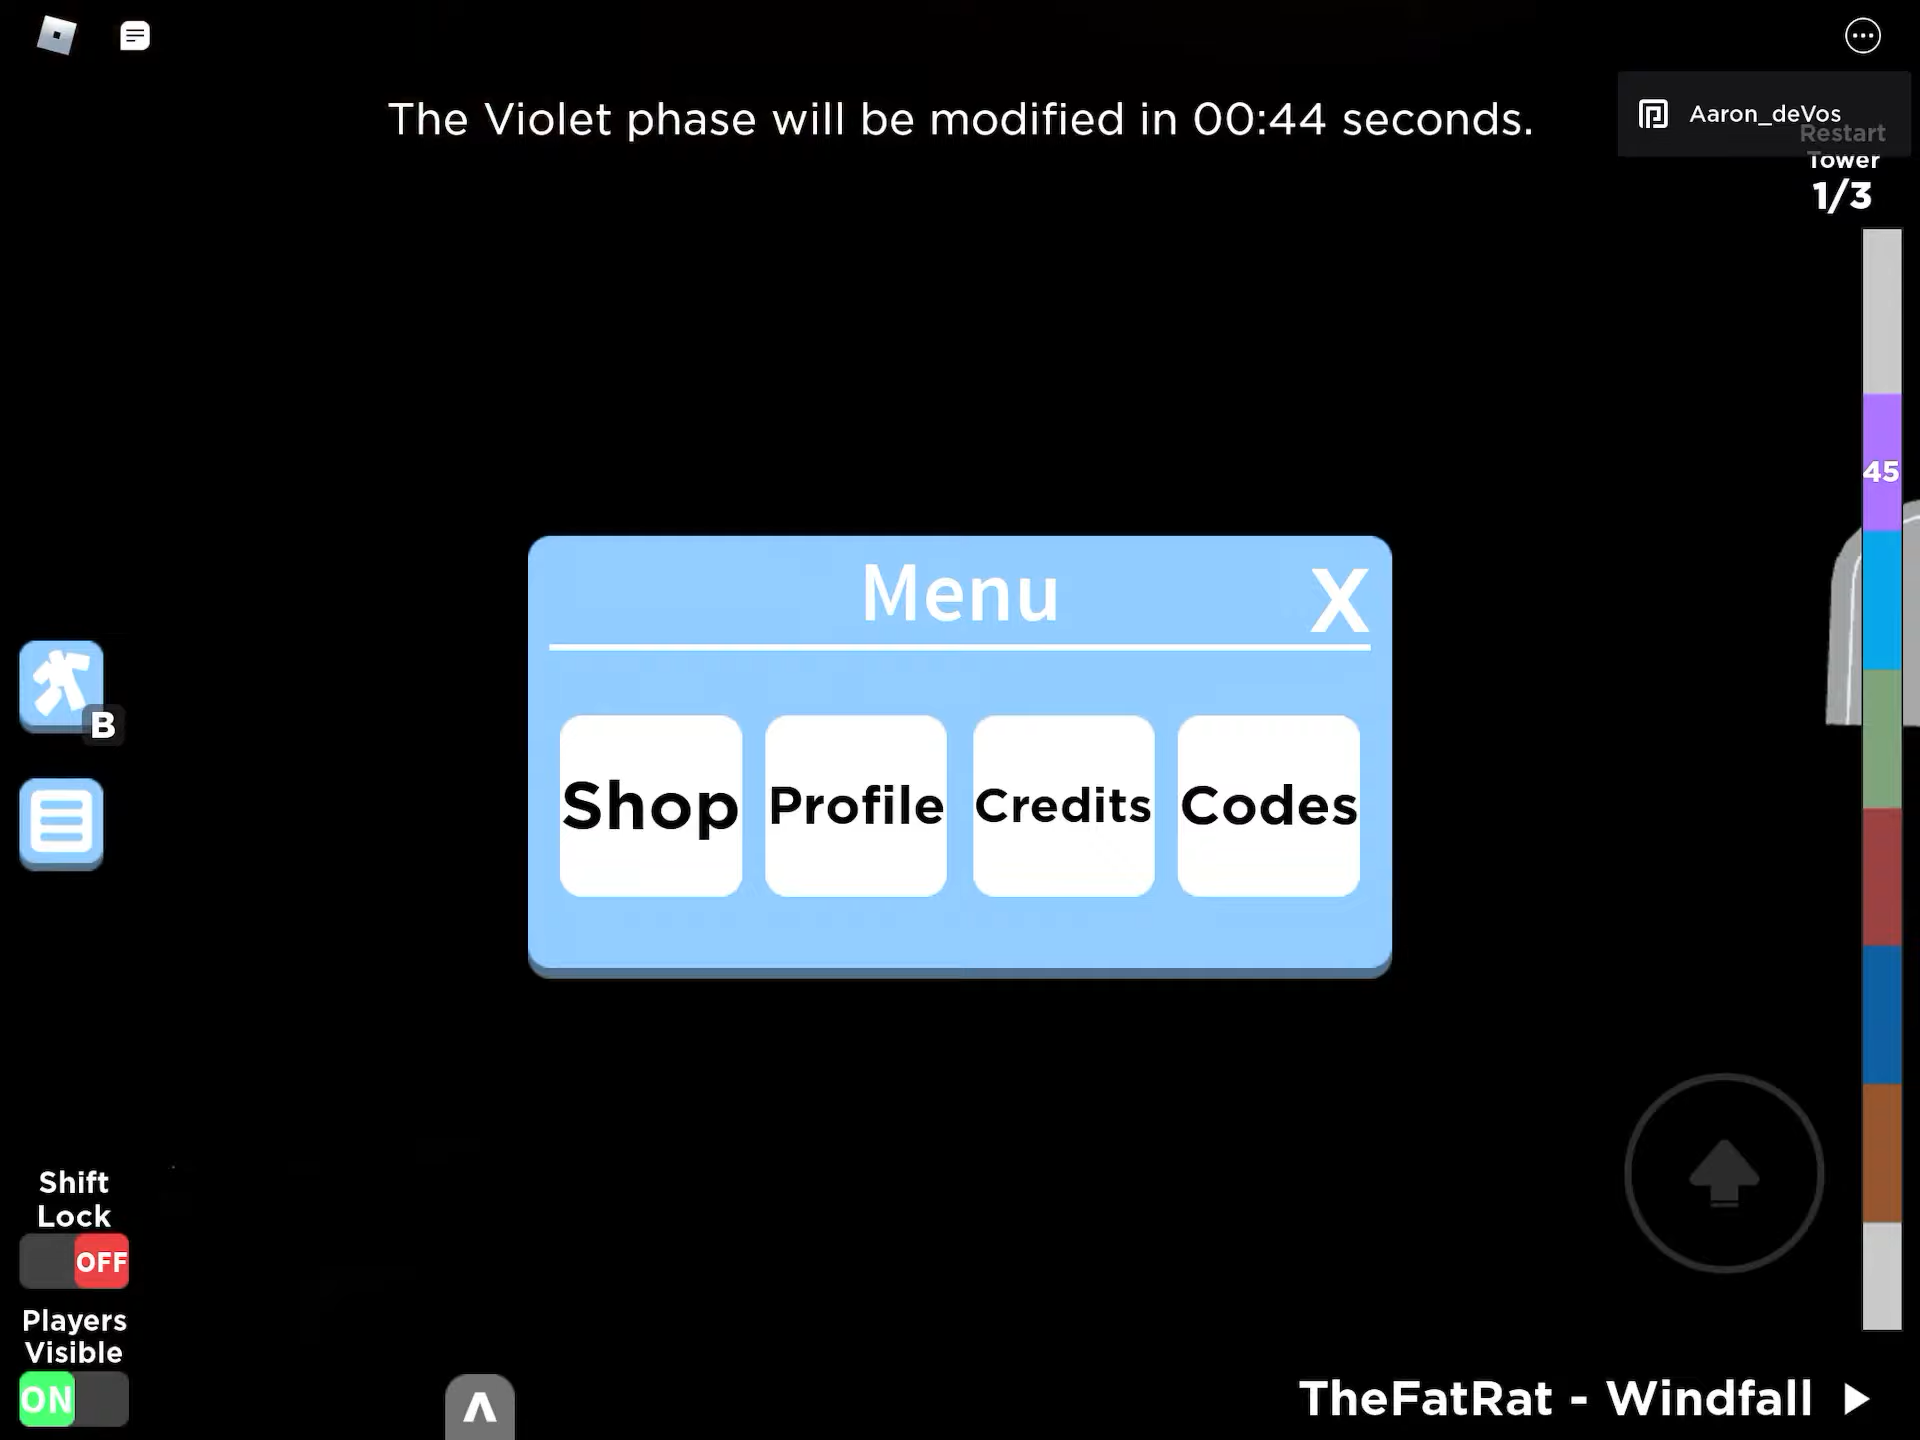 The Violet phase will be modified in 00:44 seconds.
Aaron_deVos
Restart
Tower
1/3
45
Menu
X
Shop
Profile
Credits
Codes
B
Shift
Lock
OFF
Players
Visible
ON
TheFatRat - Windfall